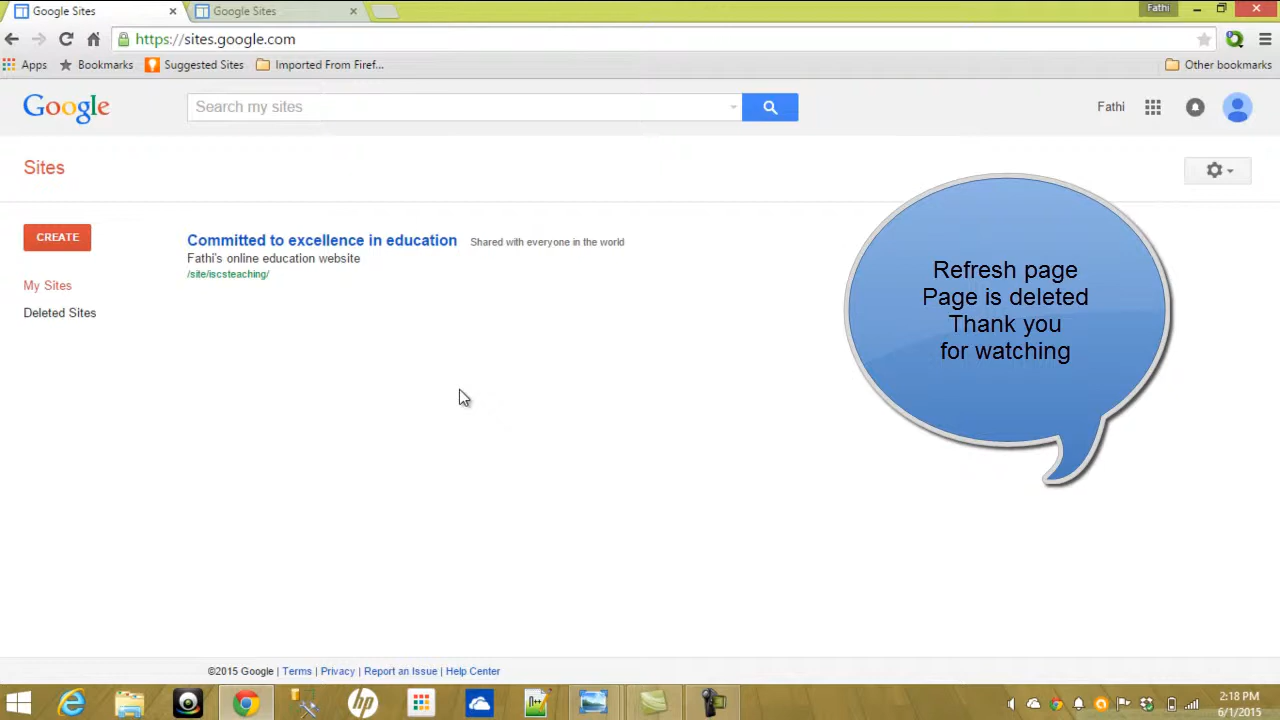 Google Sites
Google Sites
Fathi
https://sites.google.com
Apps
Bookmarks
Suggested Sites
Imported From Firef...
Other bookmarks
Google
Search my sites
Fathi
Sites
CREATE
Committed to excellence in education Shared with everyone in the world
Fathi's online education website
/site/iscsteaching/
My Sites
Deleted Sites
Refresh page
Page is deleted
Thank you
for watching
©2015 Google | Terms | Privacy | Report an Issue | Help Center
2:18 PM
6/1/2015